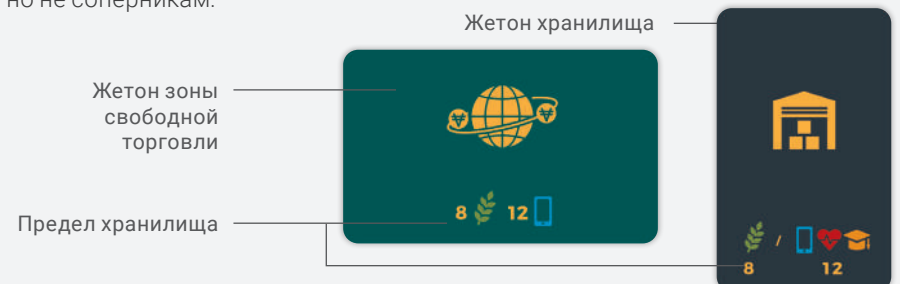 но не соперникам.
Жетон хранилища
Жетон зоны
свободной
торговли
8 12
Предел хранилища
/
8 12